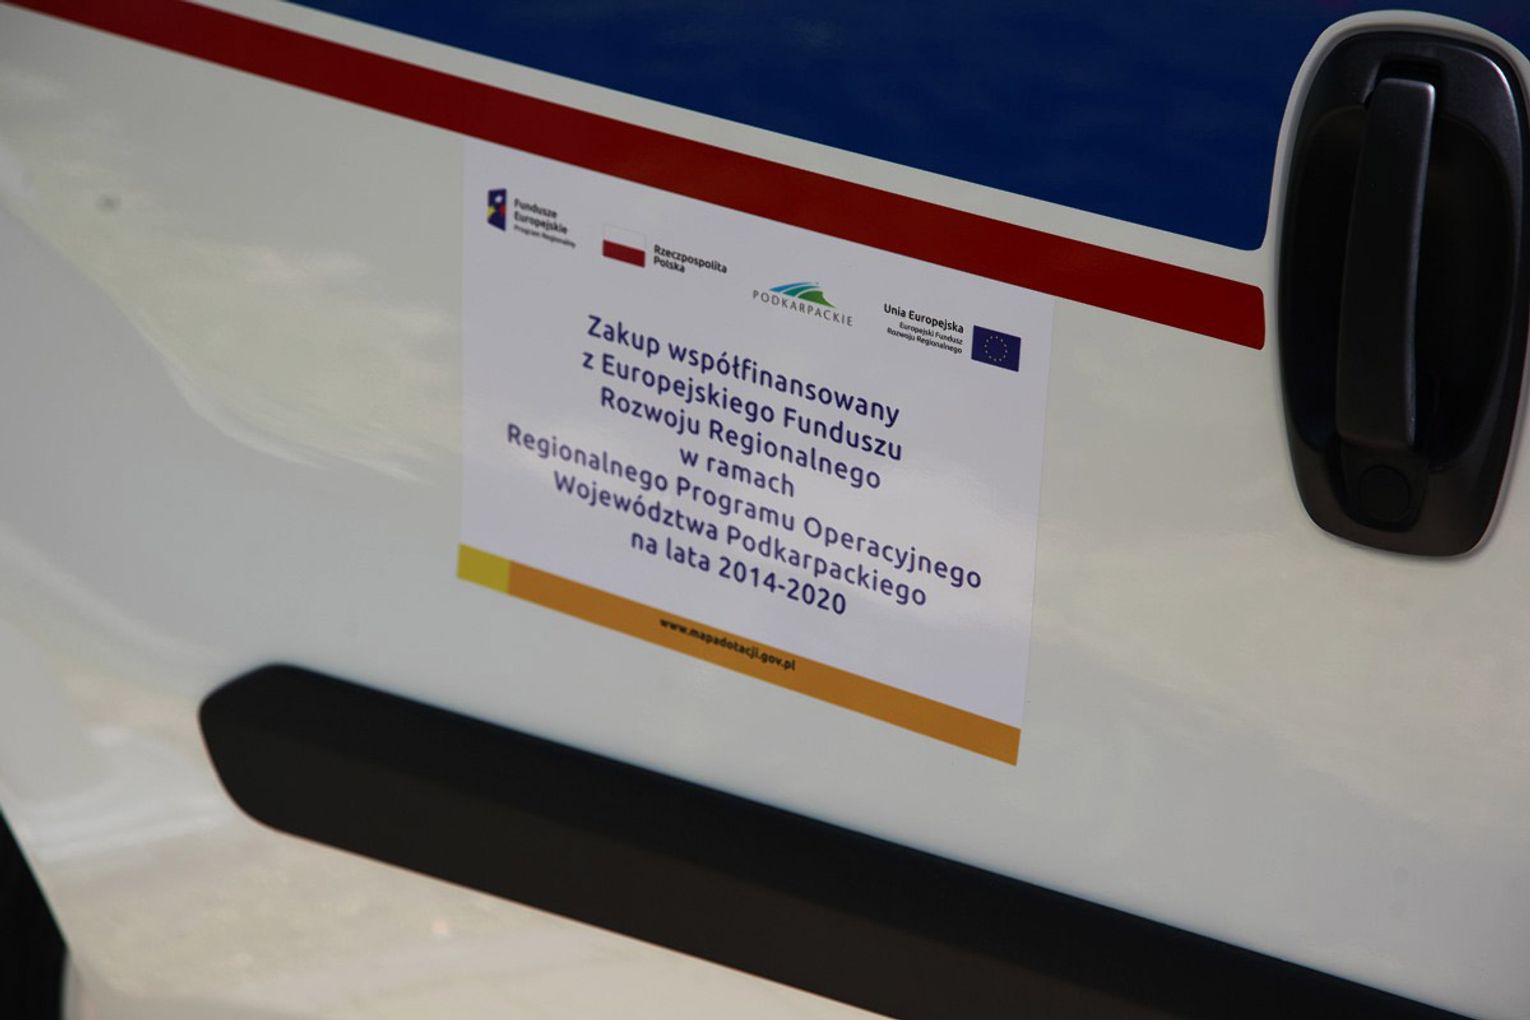 Fundusze
Europejskie
Program Regionalny
Rzeczpospolita
Polska
PODKARPACKIE
Unia Europejska
Europejski Fundusz
Rozwoju Regionalnego
Zakup współfinansowany
z Europejskiego Funduszu
Rozwoju Regionalnego
w ramach
Regionalnego Programu Operacyjnego
Województwa Podkarpackiego
na lata 2014-2020
www.mapadotacji.gov.pl